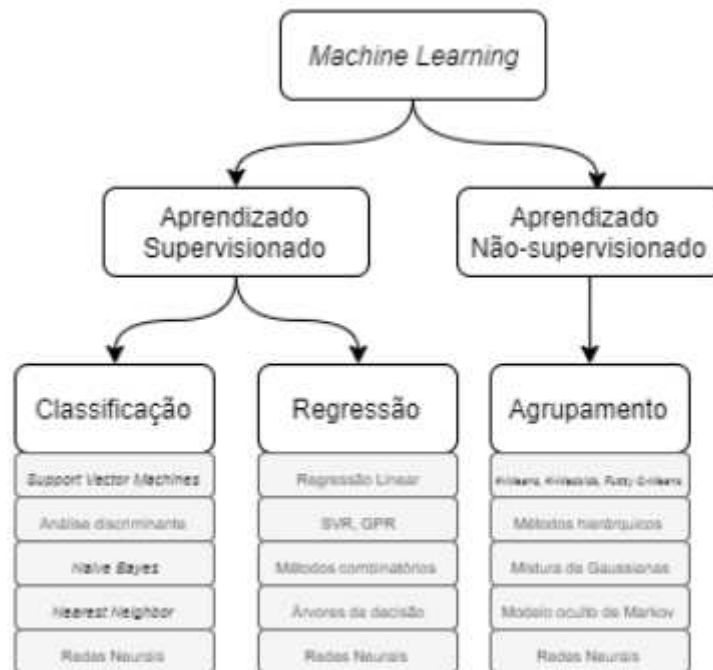 Machine Learning
Aprendizado
Supervisionado
Aprendizado
Não-supervisionado
Classificação
Regressão
Agrupamento
Support Vector Machines
Regressão Linear
K-Means, K-Medoids, Fuzzy C-Means
Análise discriminante
SVR, GPR
Métodos hierárquicos
Naive Bayes
Métodos combinatórios
Mistura de Gaussianas
Nearest Neighbor
Árvores de decisão
Modelo oculto de Markov
Redes Neurais
Redes Neurais
Redes Neurais